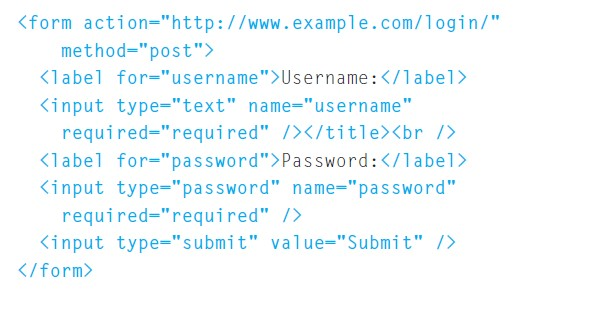 <form action="http://www.example.com/login/"
method="post">
<label for="username">Username:</label>
<input type="text" name="username"
required="required" /></title><br />
<label for="password">Password:</label>
<input type="password" name="password"
required="required" />
<input type="submit" value="Submit" />
</form>